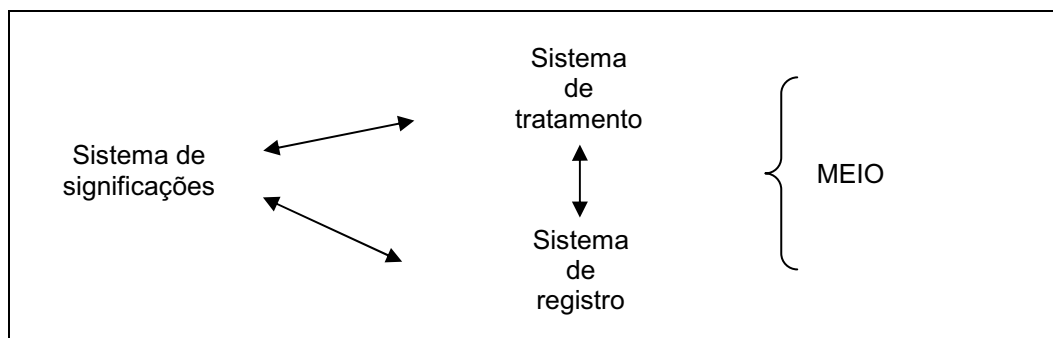 Sistema
de
tratamento
Sistema de
significações
MEIO
Sistema
de
registro